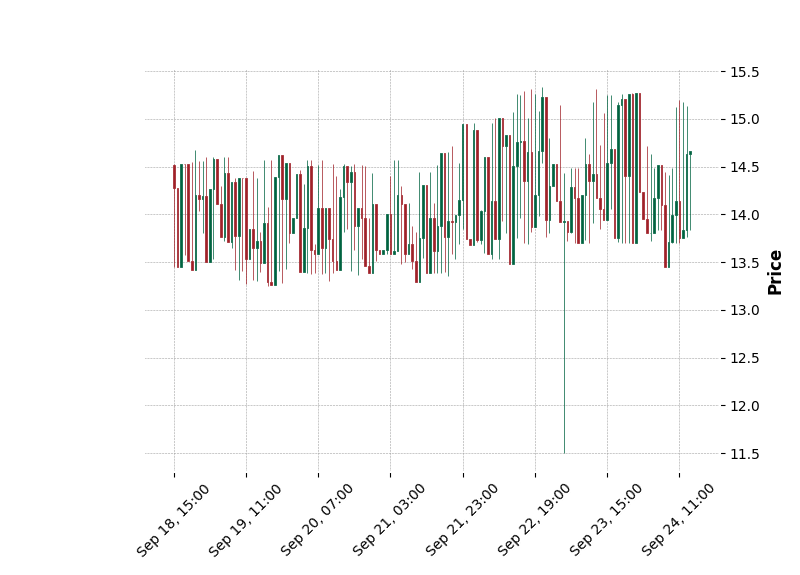 15.5
15.0
14.5
14.0
13.5
13.0
12.5
12.0
11.5
Price
Sep 18, 15:00
Sep 19, 11:00
Sep 20, 07:00
Sep 21, 03:00
Sep 21, 23:00
Sep 22, 19:00
Sep 23, 15:00
Sep 24, 11:00